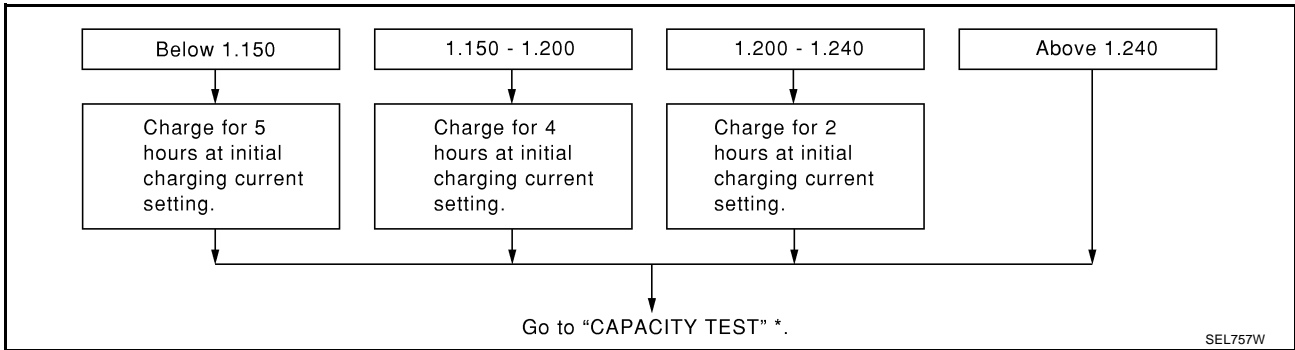 Below 1.150
1.150 - 1.200
1.200 - 1.240
Above 1.240
Charge for 5
hours at initial
charging current
setting.
Charge for 4
hours at initial
charging current
setting.
Charge for 2
hours at initial
charging current
setting.
Go to “CAPACITY TEST” *.
SEL757W